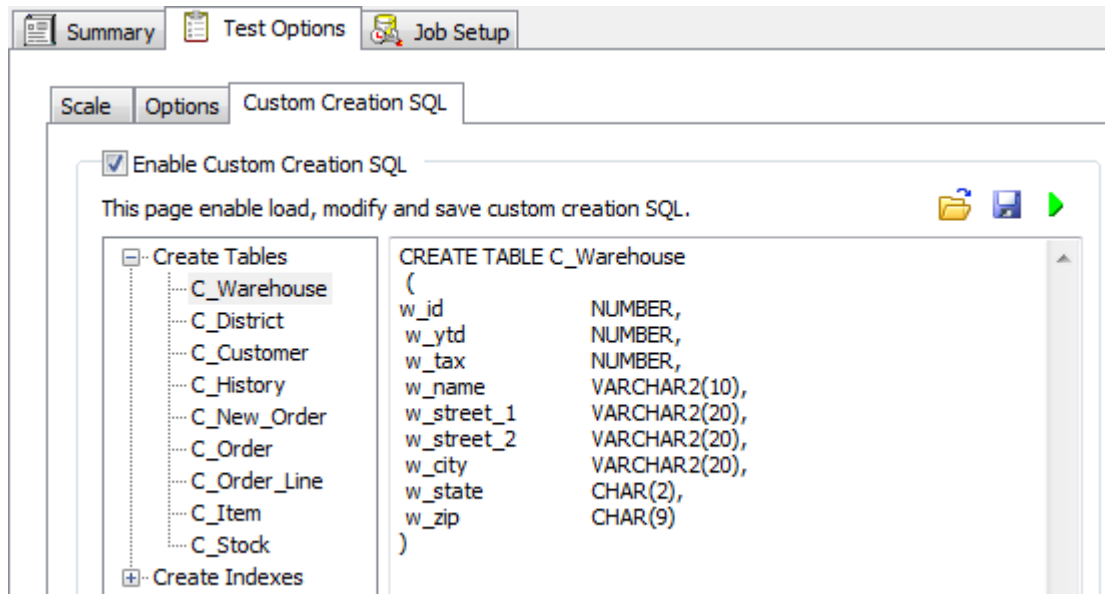 Summary Test Options Job Setup
Scale Options Custom Creation SQL
Enable Custom Creation SQL
This page enable load, modify and save custom creation SQL.
Create Tables
C_Warehouse
C_District
C_Customer
C_History
C_New_Order
C_Order
C_Order_Line
C_Item
C_Stock
Create Indexes
CREATE TABLE C_Warehouse
(
w_id NUMBER,
w_ytd NUMBER,
w_tax NUMBER,
w_name VARCHAR2(10),
w_street_1 VARCHAR2(20),
w_street_2 VARCHAR2(20),
w_city VARCHAR2(20),
w_state CHAR(2),
w_zip CHAR(9)
)